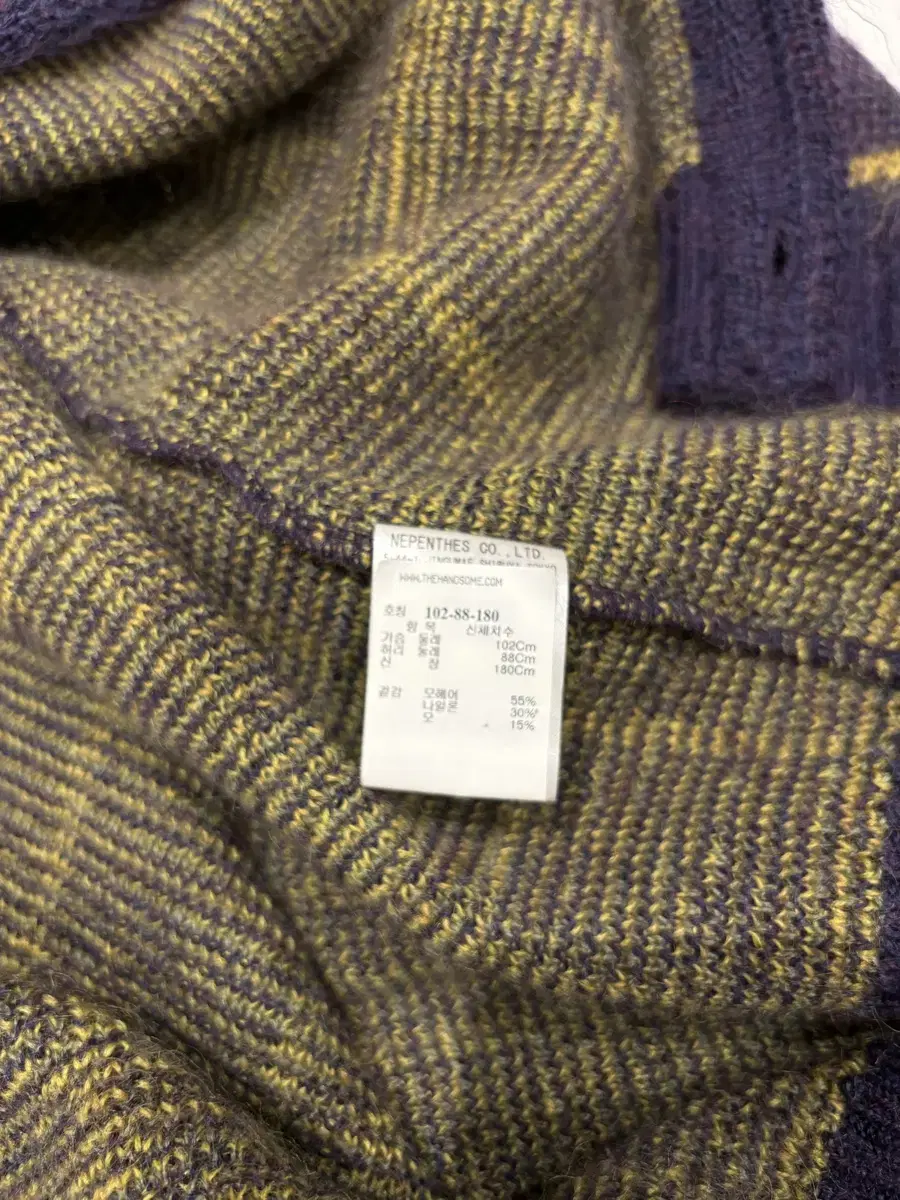 NEPENTHES CO.,LTD.
SHIBUYA TOKYO
WWW.THEHANDSOME.COM
호칭 102-88-180
항 목 신체치수
가슴 둘레 102Cm
허리 둘레 88Cm
신 장 180Cm
겉감 모헤어 55%
나일론 30%
모 15%